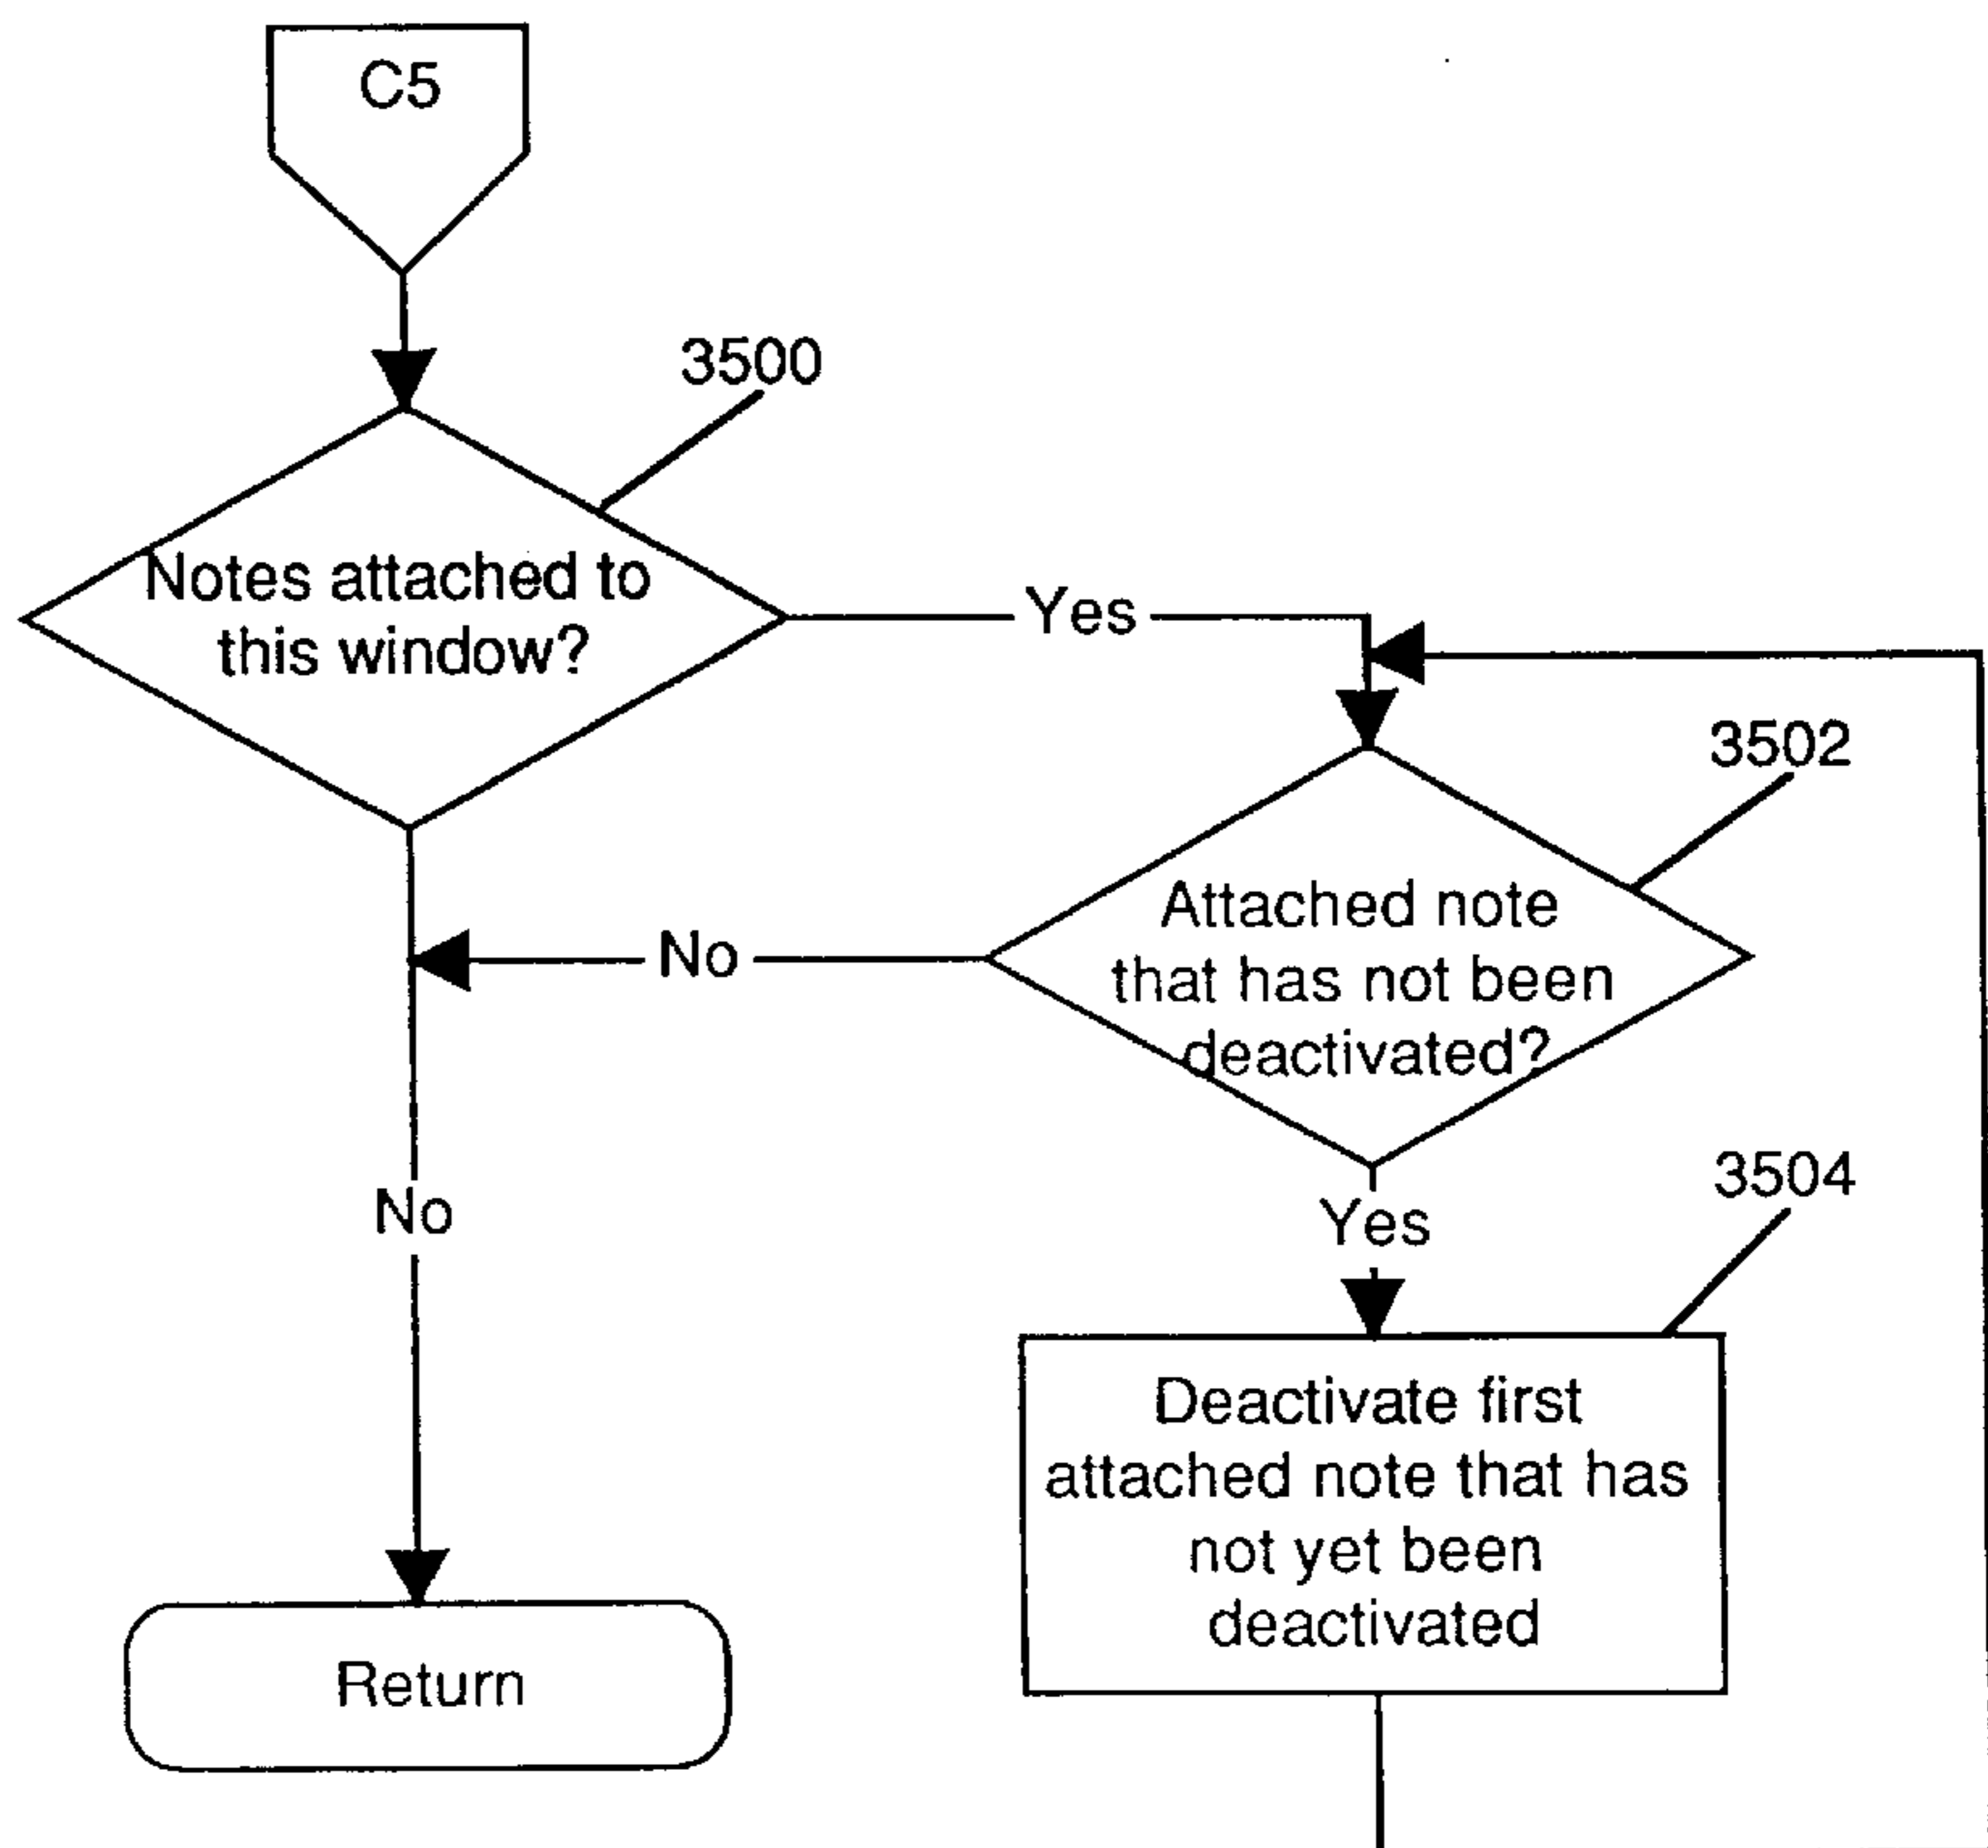 C5
3500
Notes attached to
this window?
Yes
3502
Attached note
that has not been
deactivated?
No
No
Yes
3504
Deactivate first
attached note that has
not yet been
deactivated
Return